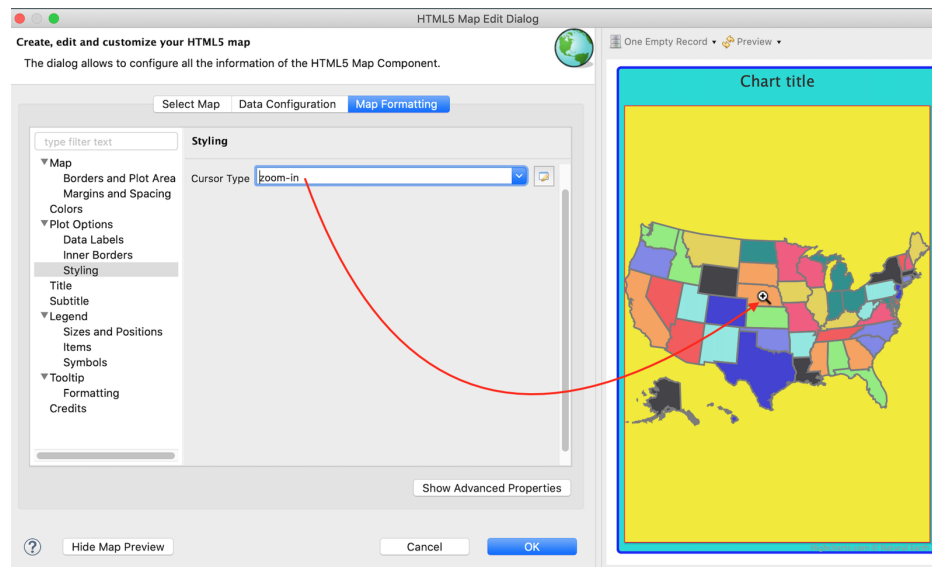 HTML5 Map Edit Dialog
Create, edit and customize your HTML5 map
The dialog allows to configure all the information of the HTML5 Map Component.
One Empty Record
Preview
Select Map
Data Configuration
Map Formatting
type filter text
Map
Borders and Plot Area
Margins and Spacing
Colors
Plot Options
Data Labels
Inner Borders
Styling
Title
Subtitle
Legend
Sizes and Positions
Items
Symbols
Tooltip
Formatting
Credits
Styling
Cursor Type
zoom-in
Show Advanced Properties
?
Hide Map Preview
Cancel
OK
Chart title